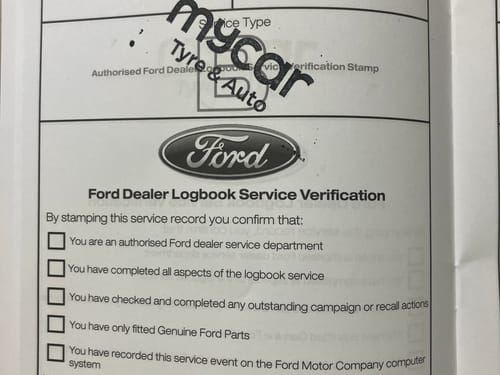 Service Type
mycar
Tyre & Auto
Authorised Ford Dealer Logbook Service Verification Stamp
Ford
Ford Dealer Logbook Service Verification
By stamping this service record you confirm that:
You are an authorised Ford dealer service department
You have completed all aspects of the logbook service
You have checked and completed any outstanding campaign or recall actions
You have only fitted Genuine Ford Parts
You have recorded this service event on the Ford Motor Company computer
system